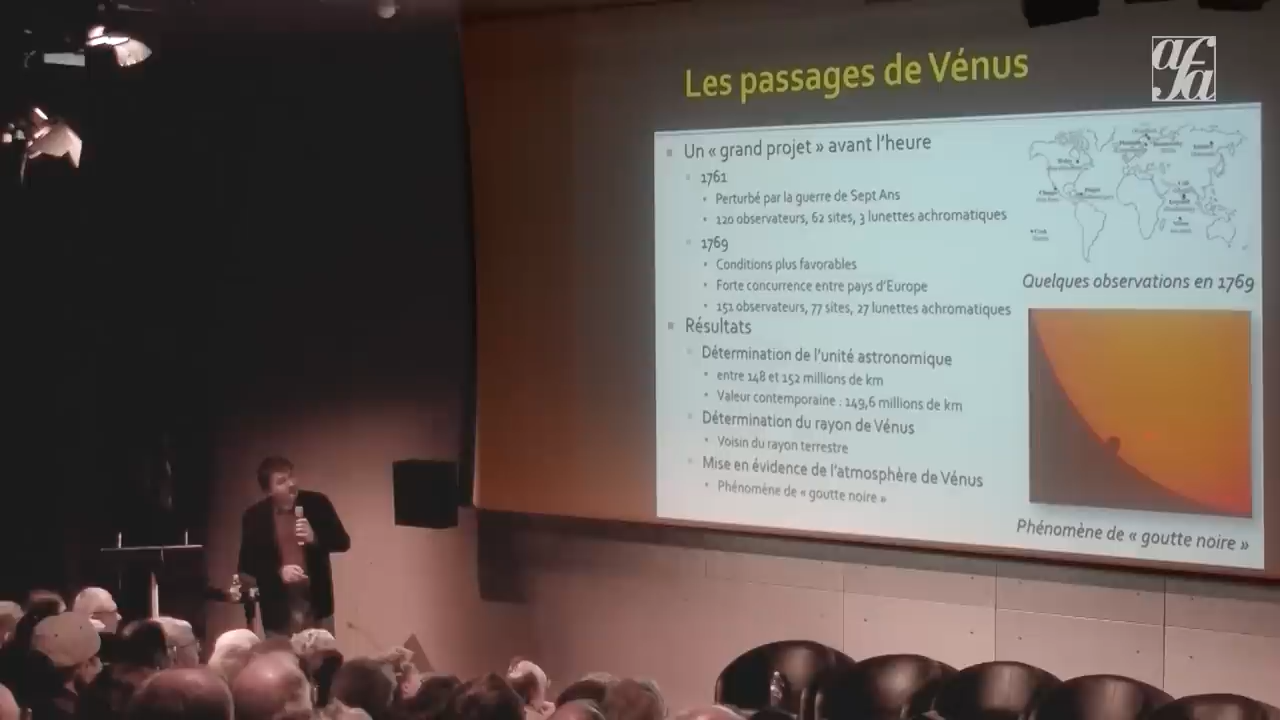 afa
Les passages de Vénus
Un « grand projet » avant l'heure
1761
Perturbé par la guerre de Sept Ans
120 observateurs, 62 sites, 3 lunettes achromatiques
1769
Conditions plus favorables
Forte concurrence entre pays d'Europe
151 observateurs, 77 sites, 27 lunettes achromatiques
Résultats
Détermination de l'unité astronomique
entre 148 et 152 millions de km
Valeur contemporaine : 149,6 millions de km
Détermination du rayon de Vénus
Voisin du rayon terrestre
Mise en évidence de l'atmosphère de Vénus
Phénomène de « goutte noire »
Quelques observations en 1769
Phénomène de « goutte noire »